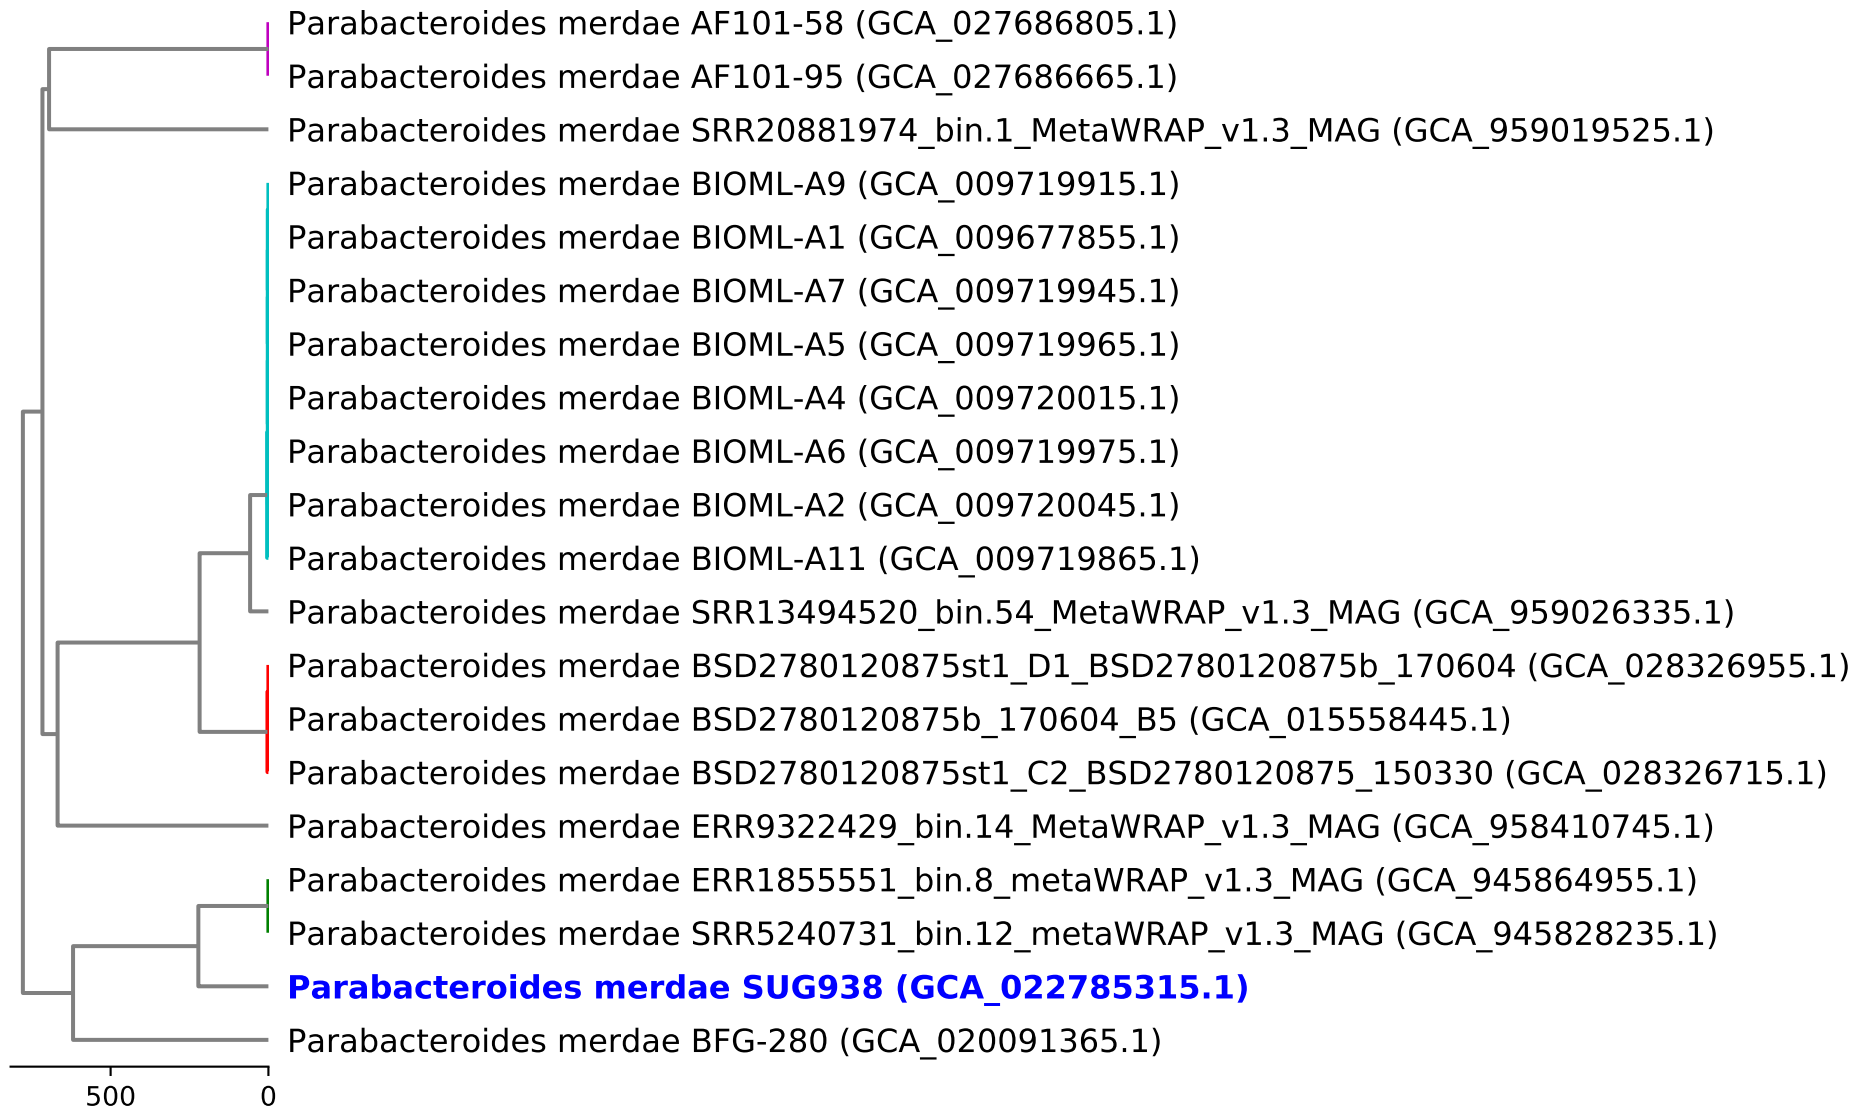 Parabacteroides merdae AF101-58 (GCA_027686805.1)
Parabacteroides merdae AF101-95 (GCA_027686665.1)
Parabacteroides merdae SRR20881974_bin.1_MetaWRAP_v1.3_MAG (GCA_959019525.1)
Parabacteroides merdae BIOML-A9 (GCA_009719915.1)
Parabacteroides merdae BIOML-A1 (GCA_009677855.1)
Parabacteroides merdae BIOML-A7 (GCA_009719945.1)
Parabacteroides merdae BIOML-A5 (GCA_009719965.1)
Parabacteroides merdae BIOML-A4 (GCA_009720015.1)
Parabacteroides merdae BIOML-A6 (GCA_009719975.1)
Parabacteroides merdae BIOML-A2 (GCA_009720045.1)
Parabacteroides merdae BIOML-A11 (GCA_009719865.1)
Parabacteroides merdae SRR13494520_bin.54_MetaWRAP_v1.3_MAG (GCA_959026335.1)
Parabacteroides merdae BSD2780120875st1_D1_BSD2780120875b_170604 (GCA_028326955.1)
Parabacteroides merdae BSD2780120875b_170604_B5 (GCA_015558445.1)
Parabacteroides merdae BSD2780120875st1_C2_BSD2780120875_150330 (GCA_028326715.1)
Parabacteroides merdae ERR9322429_bin.14_MetaWRAP_v1.3_MAG (GCA_958410745.1)
Parabacteroides merdae ERR1855551_bin.8_metaWRAP_v1.3_MAG (GCA_945864955.1)
Parabacteroides merdae SRR5240731_bin.12_metaWRAP_v1.3_MAG (GCA_945828235.1)
Parabacteroides merdae SUG938 (GCA_022785315.1)
Parabacteroides merdae BFG-280 (GCA_020091365.1)
500 0